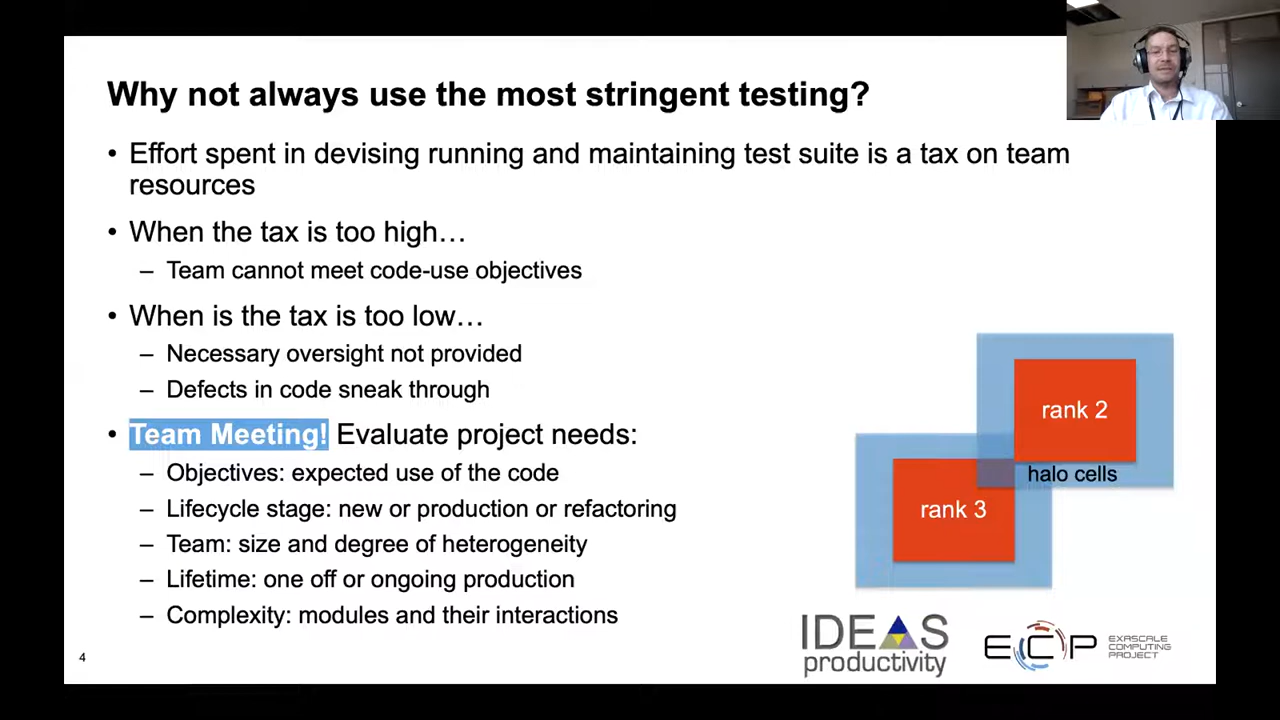 Why not always use the most stringent testing?
• Effort spent in devising running and maintaining test suite is a tax on team
resources
• When the tax is too high…
– Team cannot meet code-use objectives
• When is the tax is too low…
– Necessary oversight not provided
– Defects in code sneak through
• Team Meeting! Evaluate project needs:
– Objectives: expected use of the code
– Lifecycle stage: new or production or refactoring
– Team: size and degree of heterogeneity
– Lifetime: one off or ongoing production
– Complexity: modules and their interactions
rank 2
halo cells
rank 3
4
IDEAS
productivity
ECP
EXASCALE
COMPUTING
PROJECT